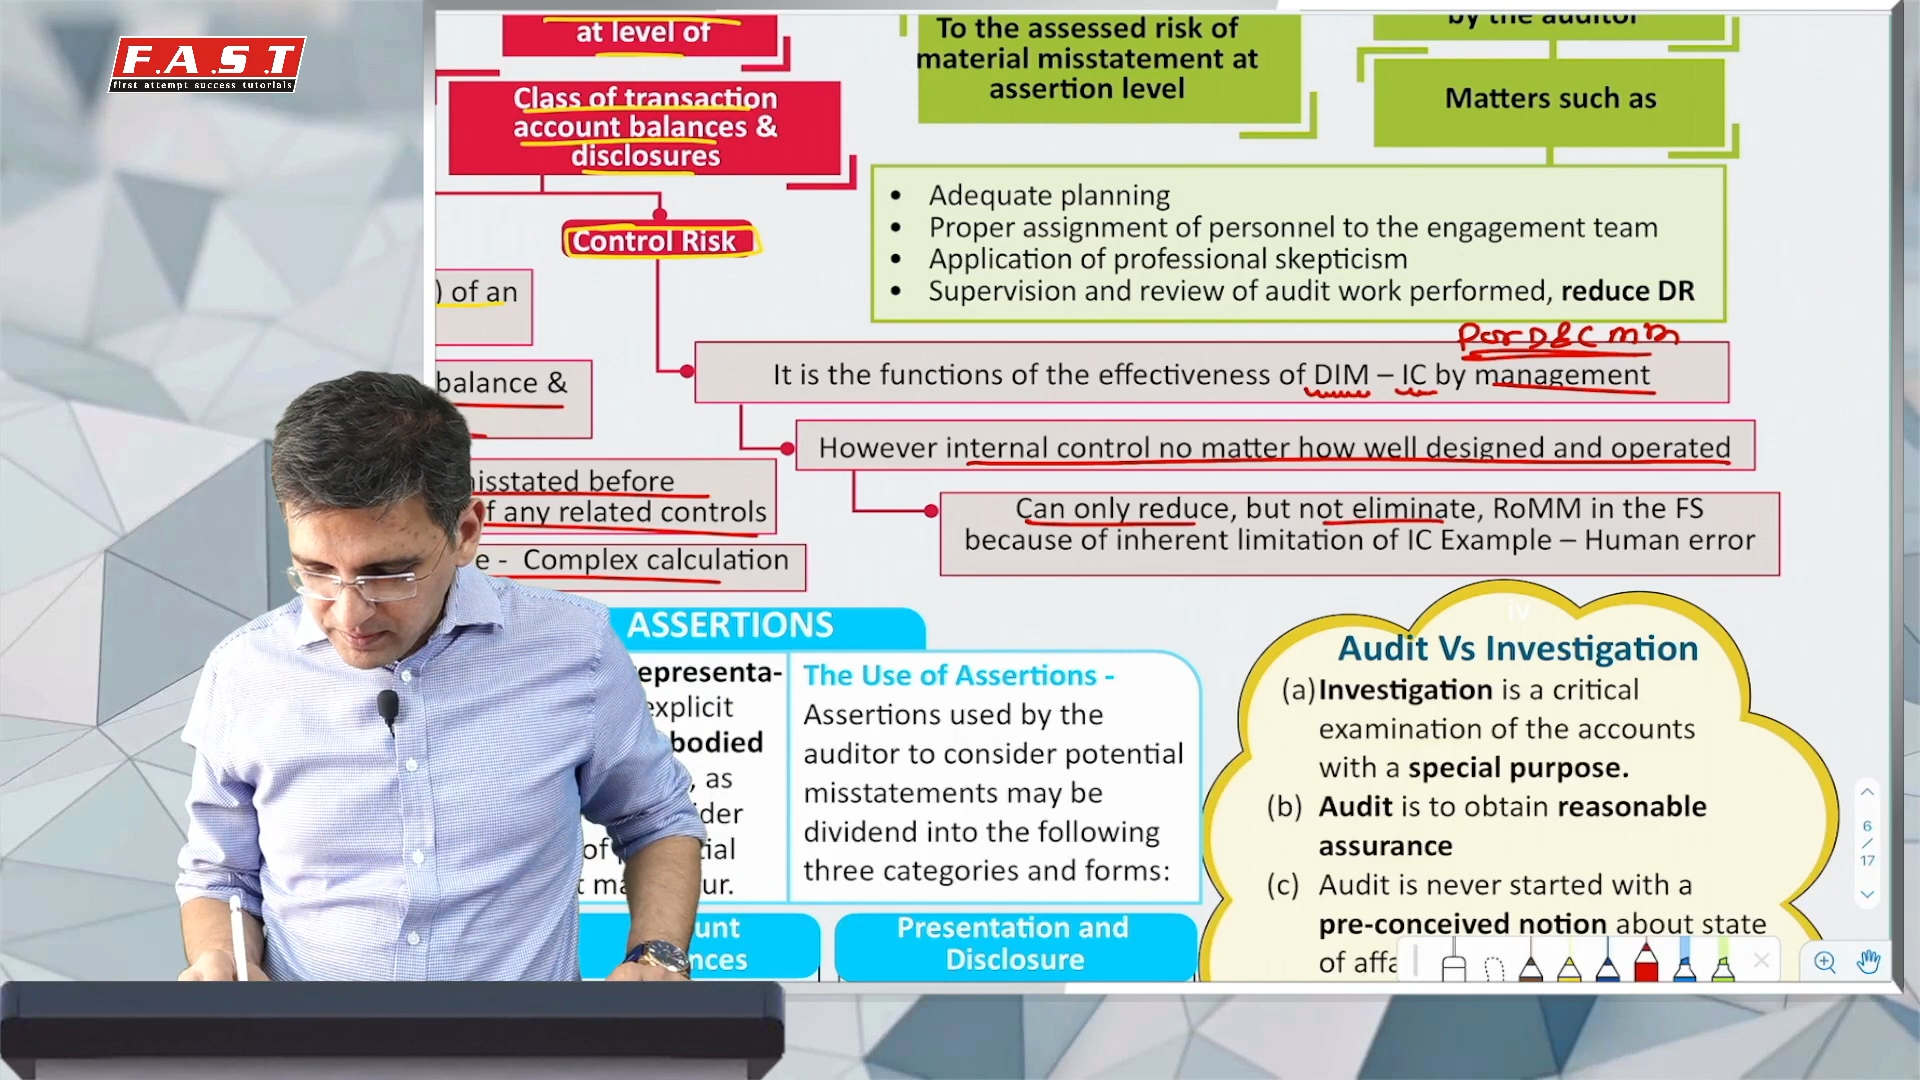 F.A.S.T
first attempt success tutorials
at level of
Class of transaction
account balances &
disclosures
Control Risk
) of an
balance &
misstated before
f any related controls
e - Complex calculation
To the assessed risk of
material misstatement at
assertion level
by the auditor
Matters such as
• Adequate planning
• Proper assignment of personnel to the engagement team
• Application of professional skepticism
• Supervision and review of audit work performed, reduce DR
It is the functions of the effectiveness of DIM – IC by management
However internal control no matter how well designed and operated
Can only reduce, but not eliminate, RoMM in the FS
because of inherent limitation of IC Example – Human error
ASSERTIONS
epresenta-
explicit
bodied
, as
der
of
ur.
The Use of Assertions -
Assertions used by the
auditor to consider potential
misstatements may be
dividend into the following
three categories and forms:
unt
nces
Presentation and
Disclosure
iv
Audit Vs Investigation
(a) Investigation is a critical
examination of the accounts
with a special purpose.
(b) Audit is to obtain reasonable
assurance
(c) Audit is never started with a
pre-conceived notion about state
of affa
6
/
17